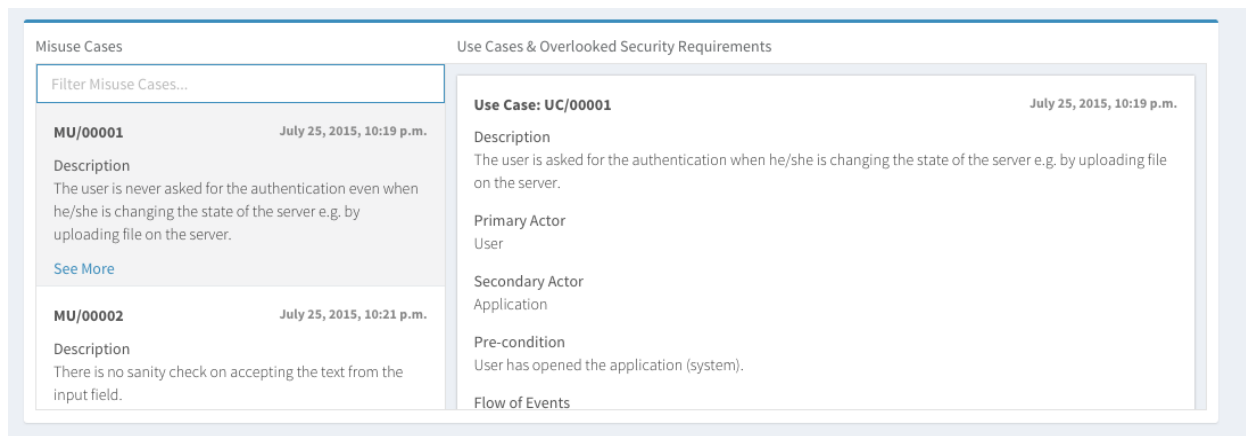 Misuse Cases
Filter Misuse Cases...
MU/00001 July 25, 2015, 10:19 p.m.
Description
The user is never asked for the authentication even when
he/she is changing the state of the server e.g. by
uploading file on the server.
See More
MU/00002 July 25, 2015, 10:21 p.m.
Description
There is no sanity check on accepting the text from the
input field.
Use Cases & Overlooked Security Requirements
Use Case: UC/00001 July 25, 2015, 10:19 p.m.
Description
The user is asked for the authentication when he/she is changing the state of the server e.g. by uploading file
on the server.
Primary Actor
User
Secondary Actor
Application
Pre-condition
User has opened the application (system).
Flow of Events